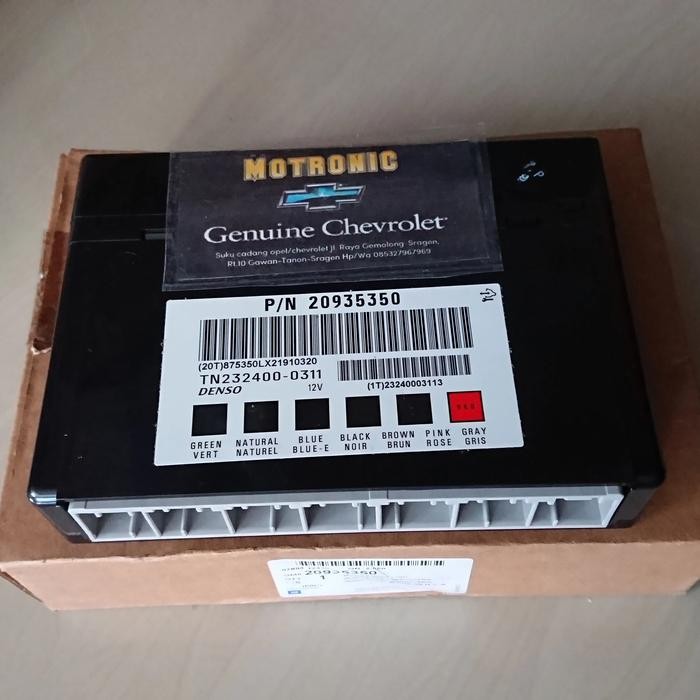 MOTRONIC
Genuine Chevrolet
Suku cadang opel/chevrolet jl. Raya Gemolong Sragen,
Rt.10 Gawan-Tanon-Sragen Hp/Wa 085327967969
P/N 20935350
(20T)875350LX21910320
TN232400-0311
DENSO
12V
(1T)23240003113
GREEN NATURAL BLUE BLACK BROWN PINK GRAY
VERT NATUREL BLUE-E NOIR BRUN ROSE GRIS
20935350
1